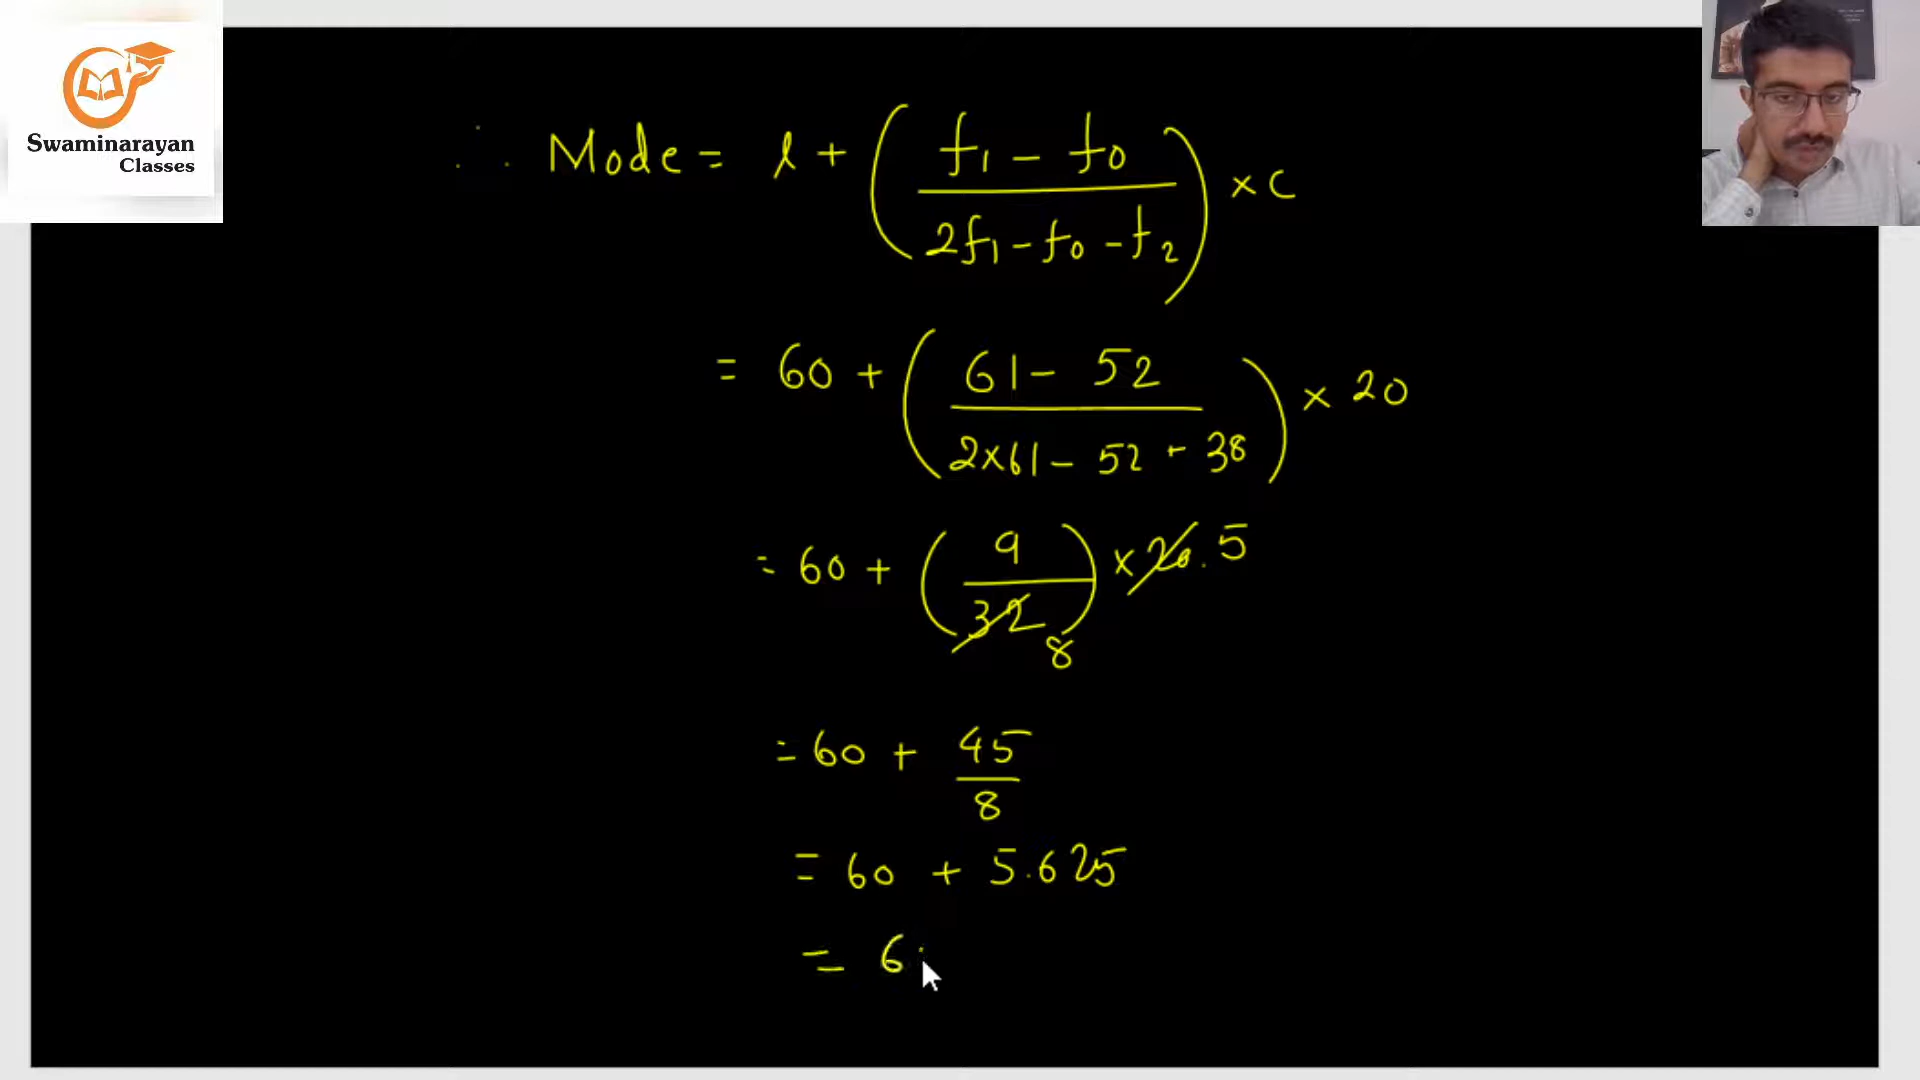 Swaminarayan
Classes
∴ Mode = l + ( f1 - f0 / 2f1 - f0 - f2 ) × c
= 60 + ( 61 - 52 / 2×61 - 52 - 38 ) × 20
= 60 + ( 9 / 32 8 ) × 20 . 5
= 60 + 45 / 8
= 60 + 5.625
= 6